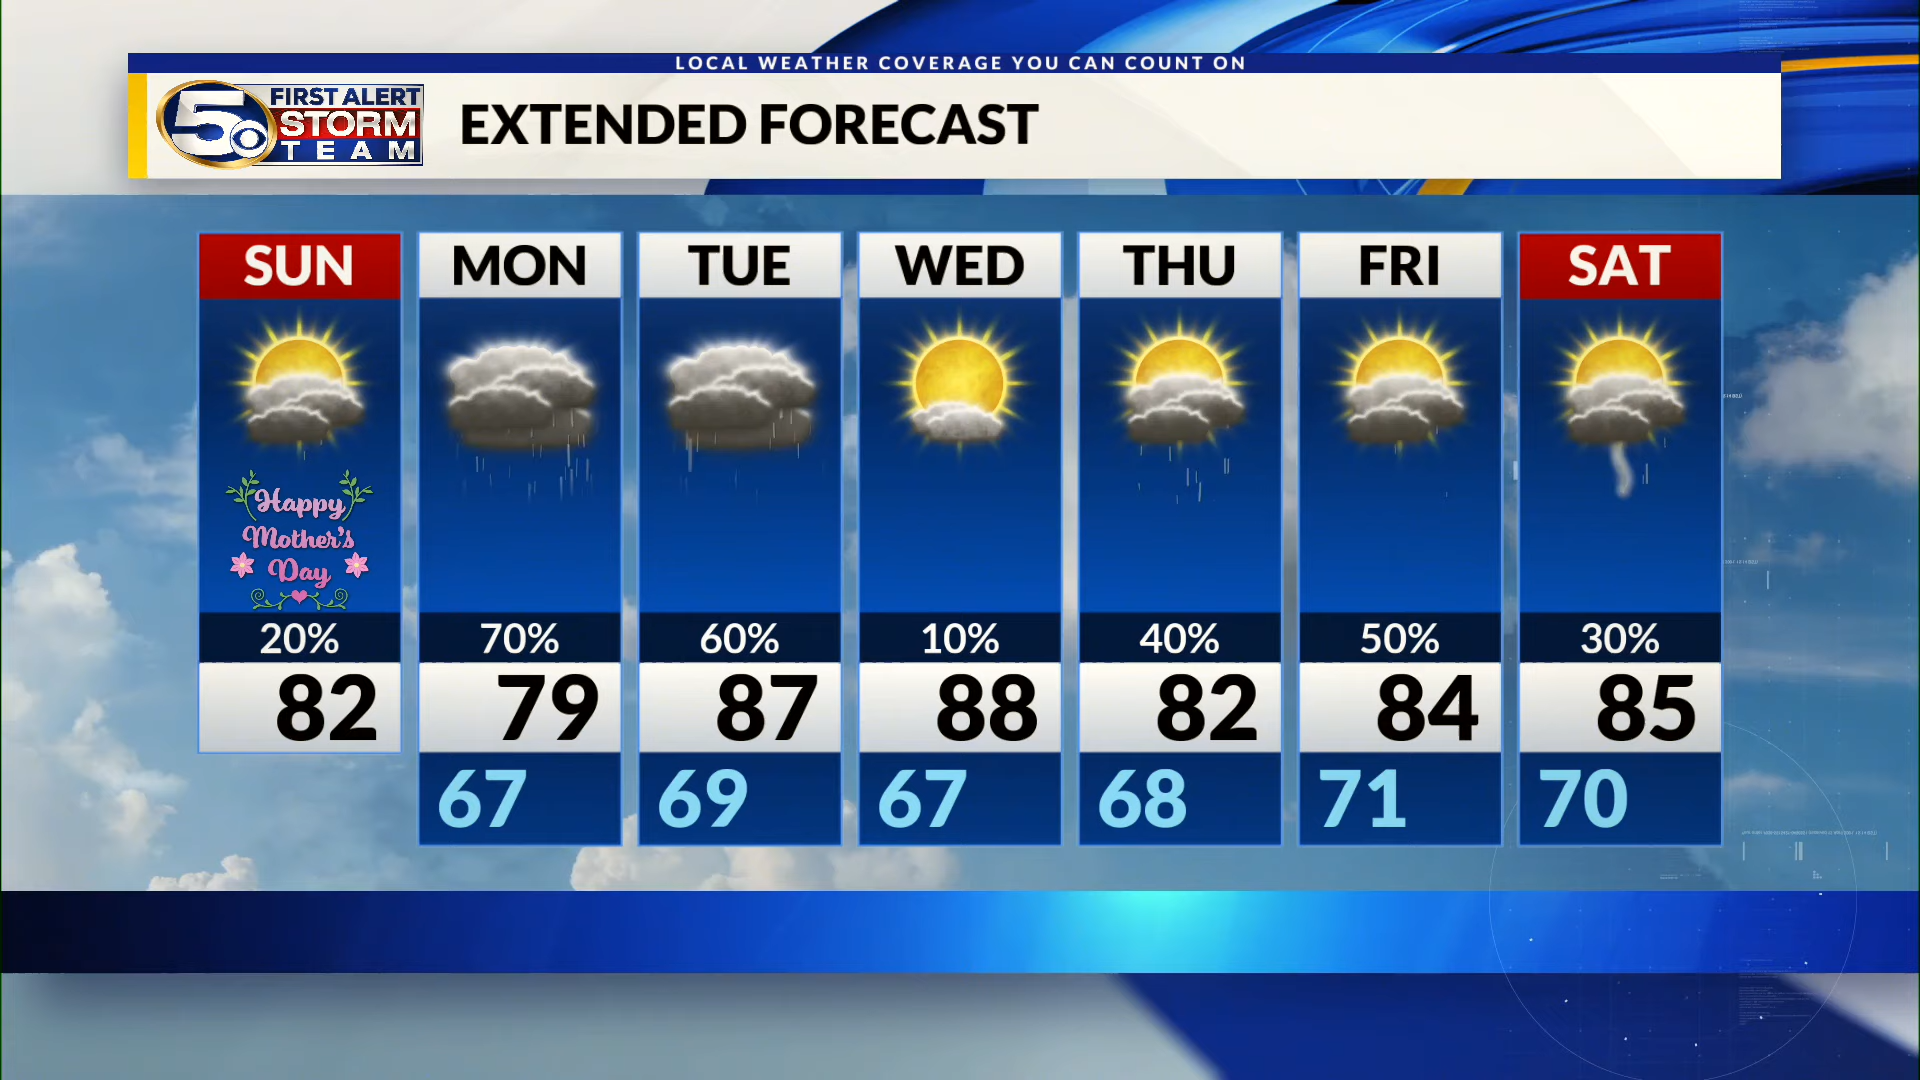 LOCAL WEATHER COVERAGE YOU CAN COUNT ON
5 FIRST ALERT
STORM
TEAM
EXTENDED FORECAST
SUN MON TUE WED THU FRI SAT
Happy
Mother's
Day
20% 70% 60% 10% 40% 50% 30%
82 79 87 88 82 84 85
67 69 67 68 71 70